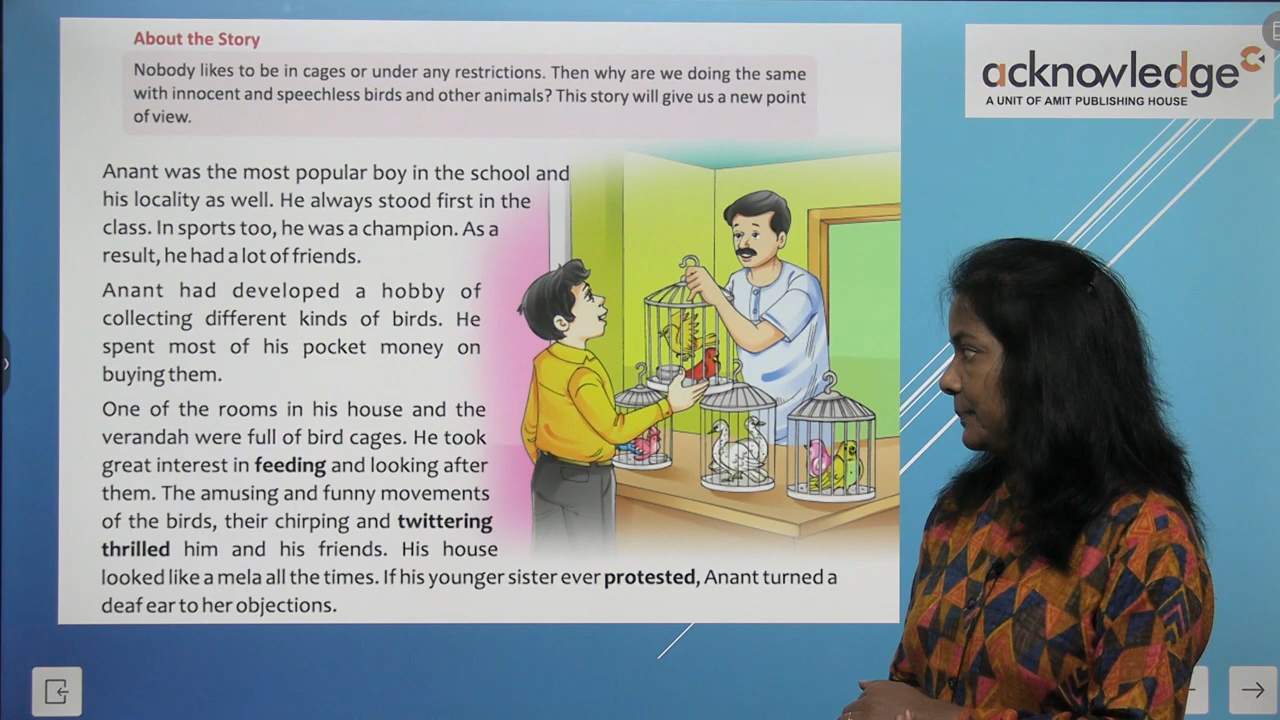 About the Story
Nobody likes to be in cages or under any restrictions. Then why are we doing the same
with innocent and speechless birds and other animals? This story will give us a new point
of view.
Anant was the most popular boy in the school and
his locality as well. He always stood first in the
class. In sports too, he was a champion. As a
result, he had a lot of friends.
Anant had developed a hobby of
collecting different kinds of birds. He
spent most of his pocket money on
buying them.
One of the rooms in his house and the
verandah were full of bird cages. He took
great interest in feeding and looking after
them. The amusing and funny movements
of the birds, their chirping and twittering
thrilled him and his friends. His house
looked like a mela all the times. If his younger sister ever protested, Anant turned a
deaf ear to her objections.
acknowledge
A UNIT OF AMIT PUBLISHING HOUSE